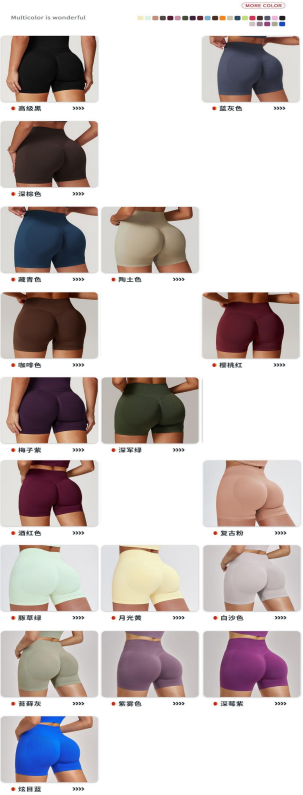 MORE COLOR
Multicolor is wonderful
高级黑
蓝灰色
深棕色
藏青色
陶土色
咖啡色
樱桃红
梅子紫
深军绿
酒红色
复古粉
豚草绿
月光黄
白沙色
苔藓灰
紫雾色
深莓紫
炫目蓝